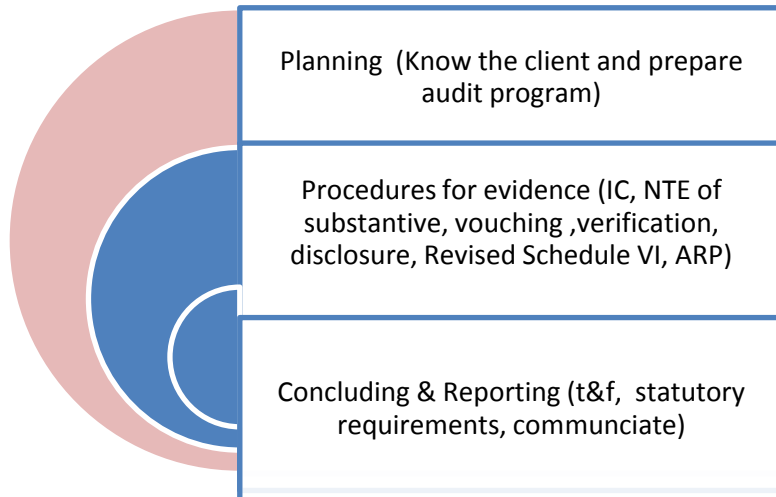 Planning  (Know the client and prepare
audit program)
Procedures for evidence (IC, NTE of
substantive, vouching ,verification,
disclosure, Revised Schedule VI, ARP)
Concluding & Reporting (t&f,  statutory
requirements, communciate)